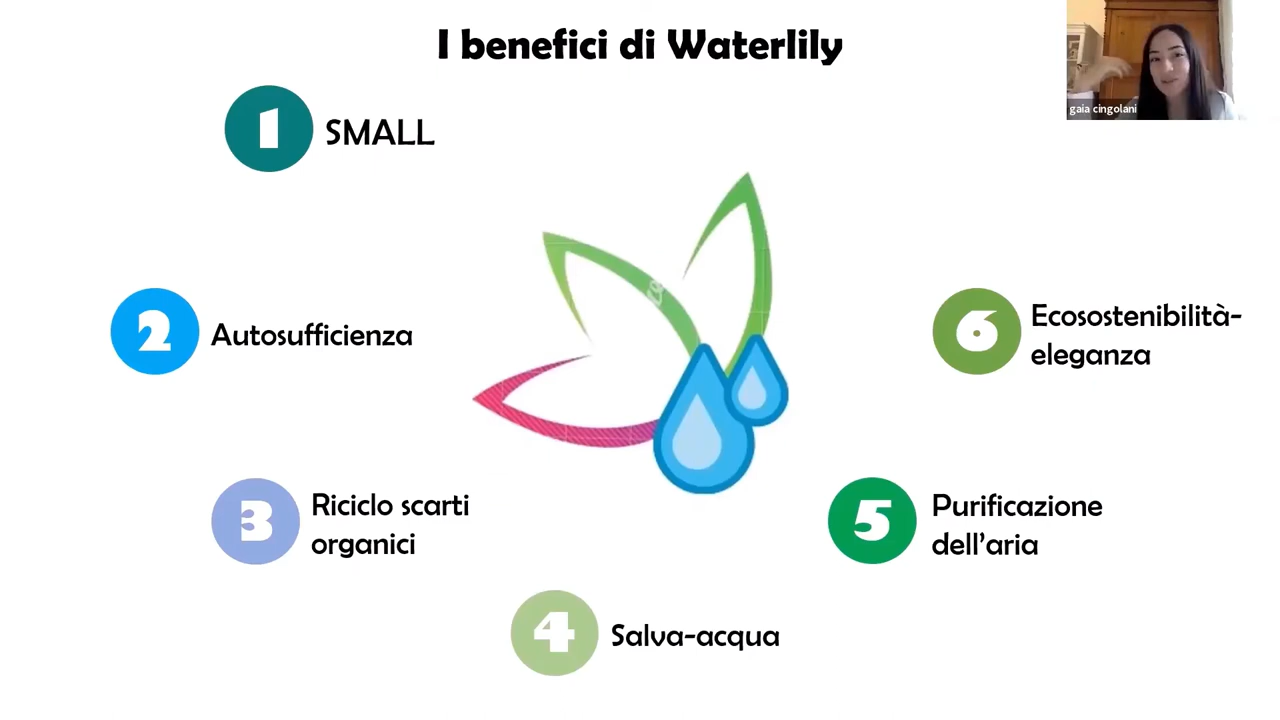 I benefici di Waterlily
gaia cingolani
1
SMALL
2
Autosufficienza
3
Riciclo scarti
organici
4
Salva-acqua
5
Purificazione
dell'aria
6
Ecosostenibilità-
eleganza